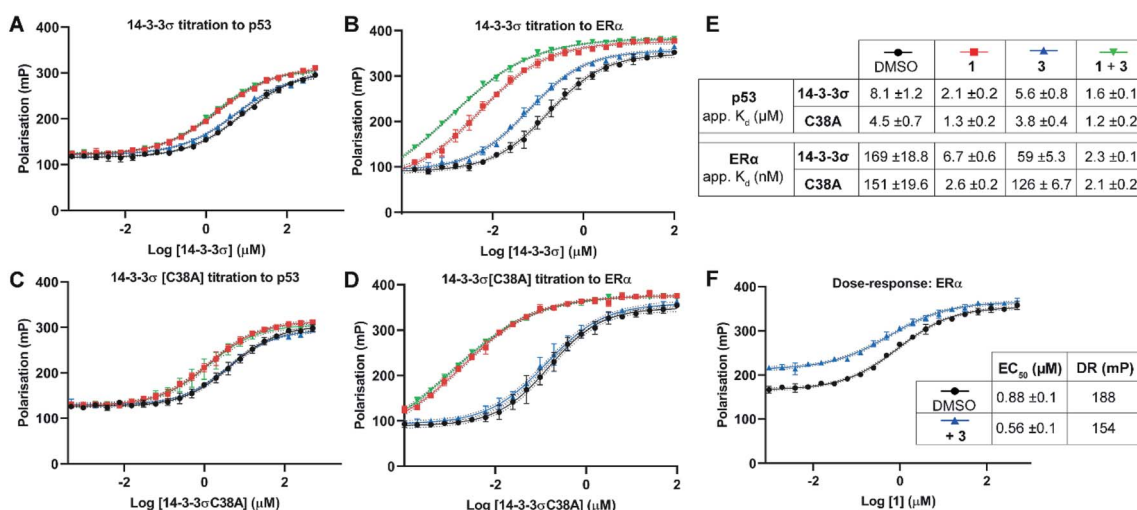 A
14-3-3σ titration to p53
400
300
200
100
0
Polarisation (mP)
-2
0
2
Log [14-3-3σ] (μM)
B
14-3-3σ titration to ERα
400
300
200
100
0
Polarisation (mP)
-2
0
2
Log [14-3-3σ] (μM)
E
DMSO 1 3 1 + 3
p53 app. Kd (μM)
14-3-3σ 8.1 ±1.2 2.1 ±0.2 5.6 ±0.8 1.6 ±0.1
C38A 4.5 ±0.7 1.3 ±0.2 3.8 ±0.4 1.2 ±0.2
ERα app. Kd (nM)
14-3-3σ 169 ±18.8 6.7 ±0.6 59 ±5.3 2.3 ±0.1
C38A 151 ±19.6 2.6 ±0.2 126 ± 6.7 2.1 ±0.2
C
14-3-3σ [C38A] titration to p53
400
300
200
100
0
Polarisation (mP)
-2
0
2
Log [14-3-3σC38A] (μM)
D
14-3-3σ[C38A] titration to ERα
400
300
200
100
0
Polarisation (mP)
-2
0
2
Log [14-3-3σC38A] (μM)
F
Dose-response: ERα
400
300
200
100
0
Polarisation (mP)
-2
0
2
Log [1] (μM)
EC50 (μM) DR (mP)
DMSO 0.88 ±0.1 188
+ 3 0.56 ±0.1 154